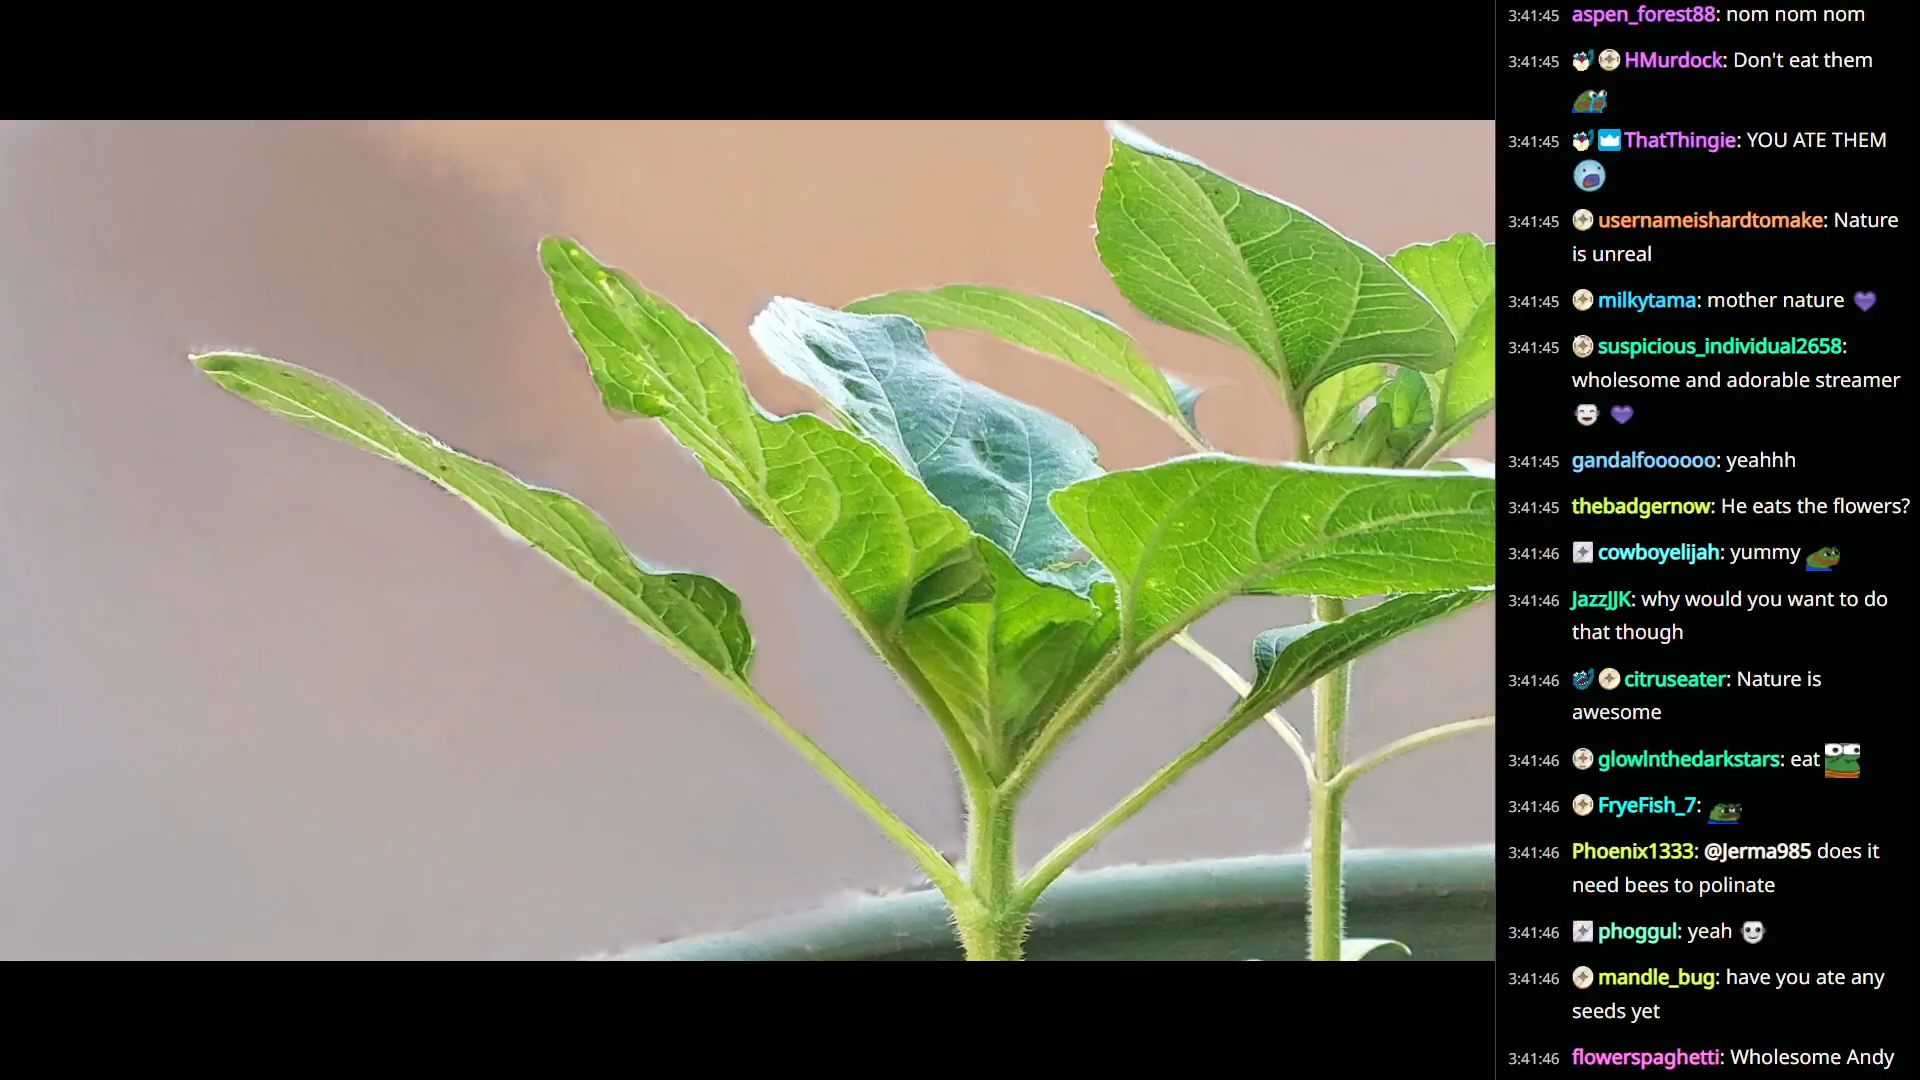 3:41:45 aspen_forest88: nom nom nom
3:41:45 HMurdock: Don't eat them
3:41:45 ThatThingie: YOU ATE THEM
3:41:45 usernameishardtomake: Nature
is unreal
3:41:45 milkytama: mother nature
3:41:45 suspicious_individual2658:
wholesome and adorable streamer
3:41:45 gandalfoooooo: yeahhh
3:41:45 thebadgernow: He eats the flowers?
3:41:46 cowboyelijah: yummy
3:41:46 JazzJJK: why would you want to do
that though
3:41:46 citruseater: Nature is
awesome
3:41:46 glowInthedarkstars: eat
3:41:46 FryeFish_7:
3:41:46 Phoenix1333: @Jerma985 does it
need bees to polinate
3:41:46 phoggul: yeah
3:41:46 mandle_bug: have you ate any
seeds yet
3:41:46 flowerspaghetti: Wholesome Andy